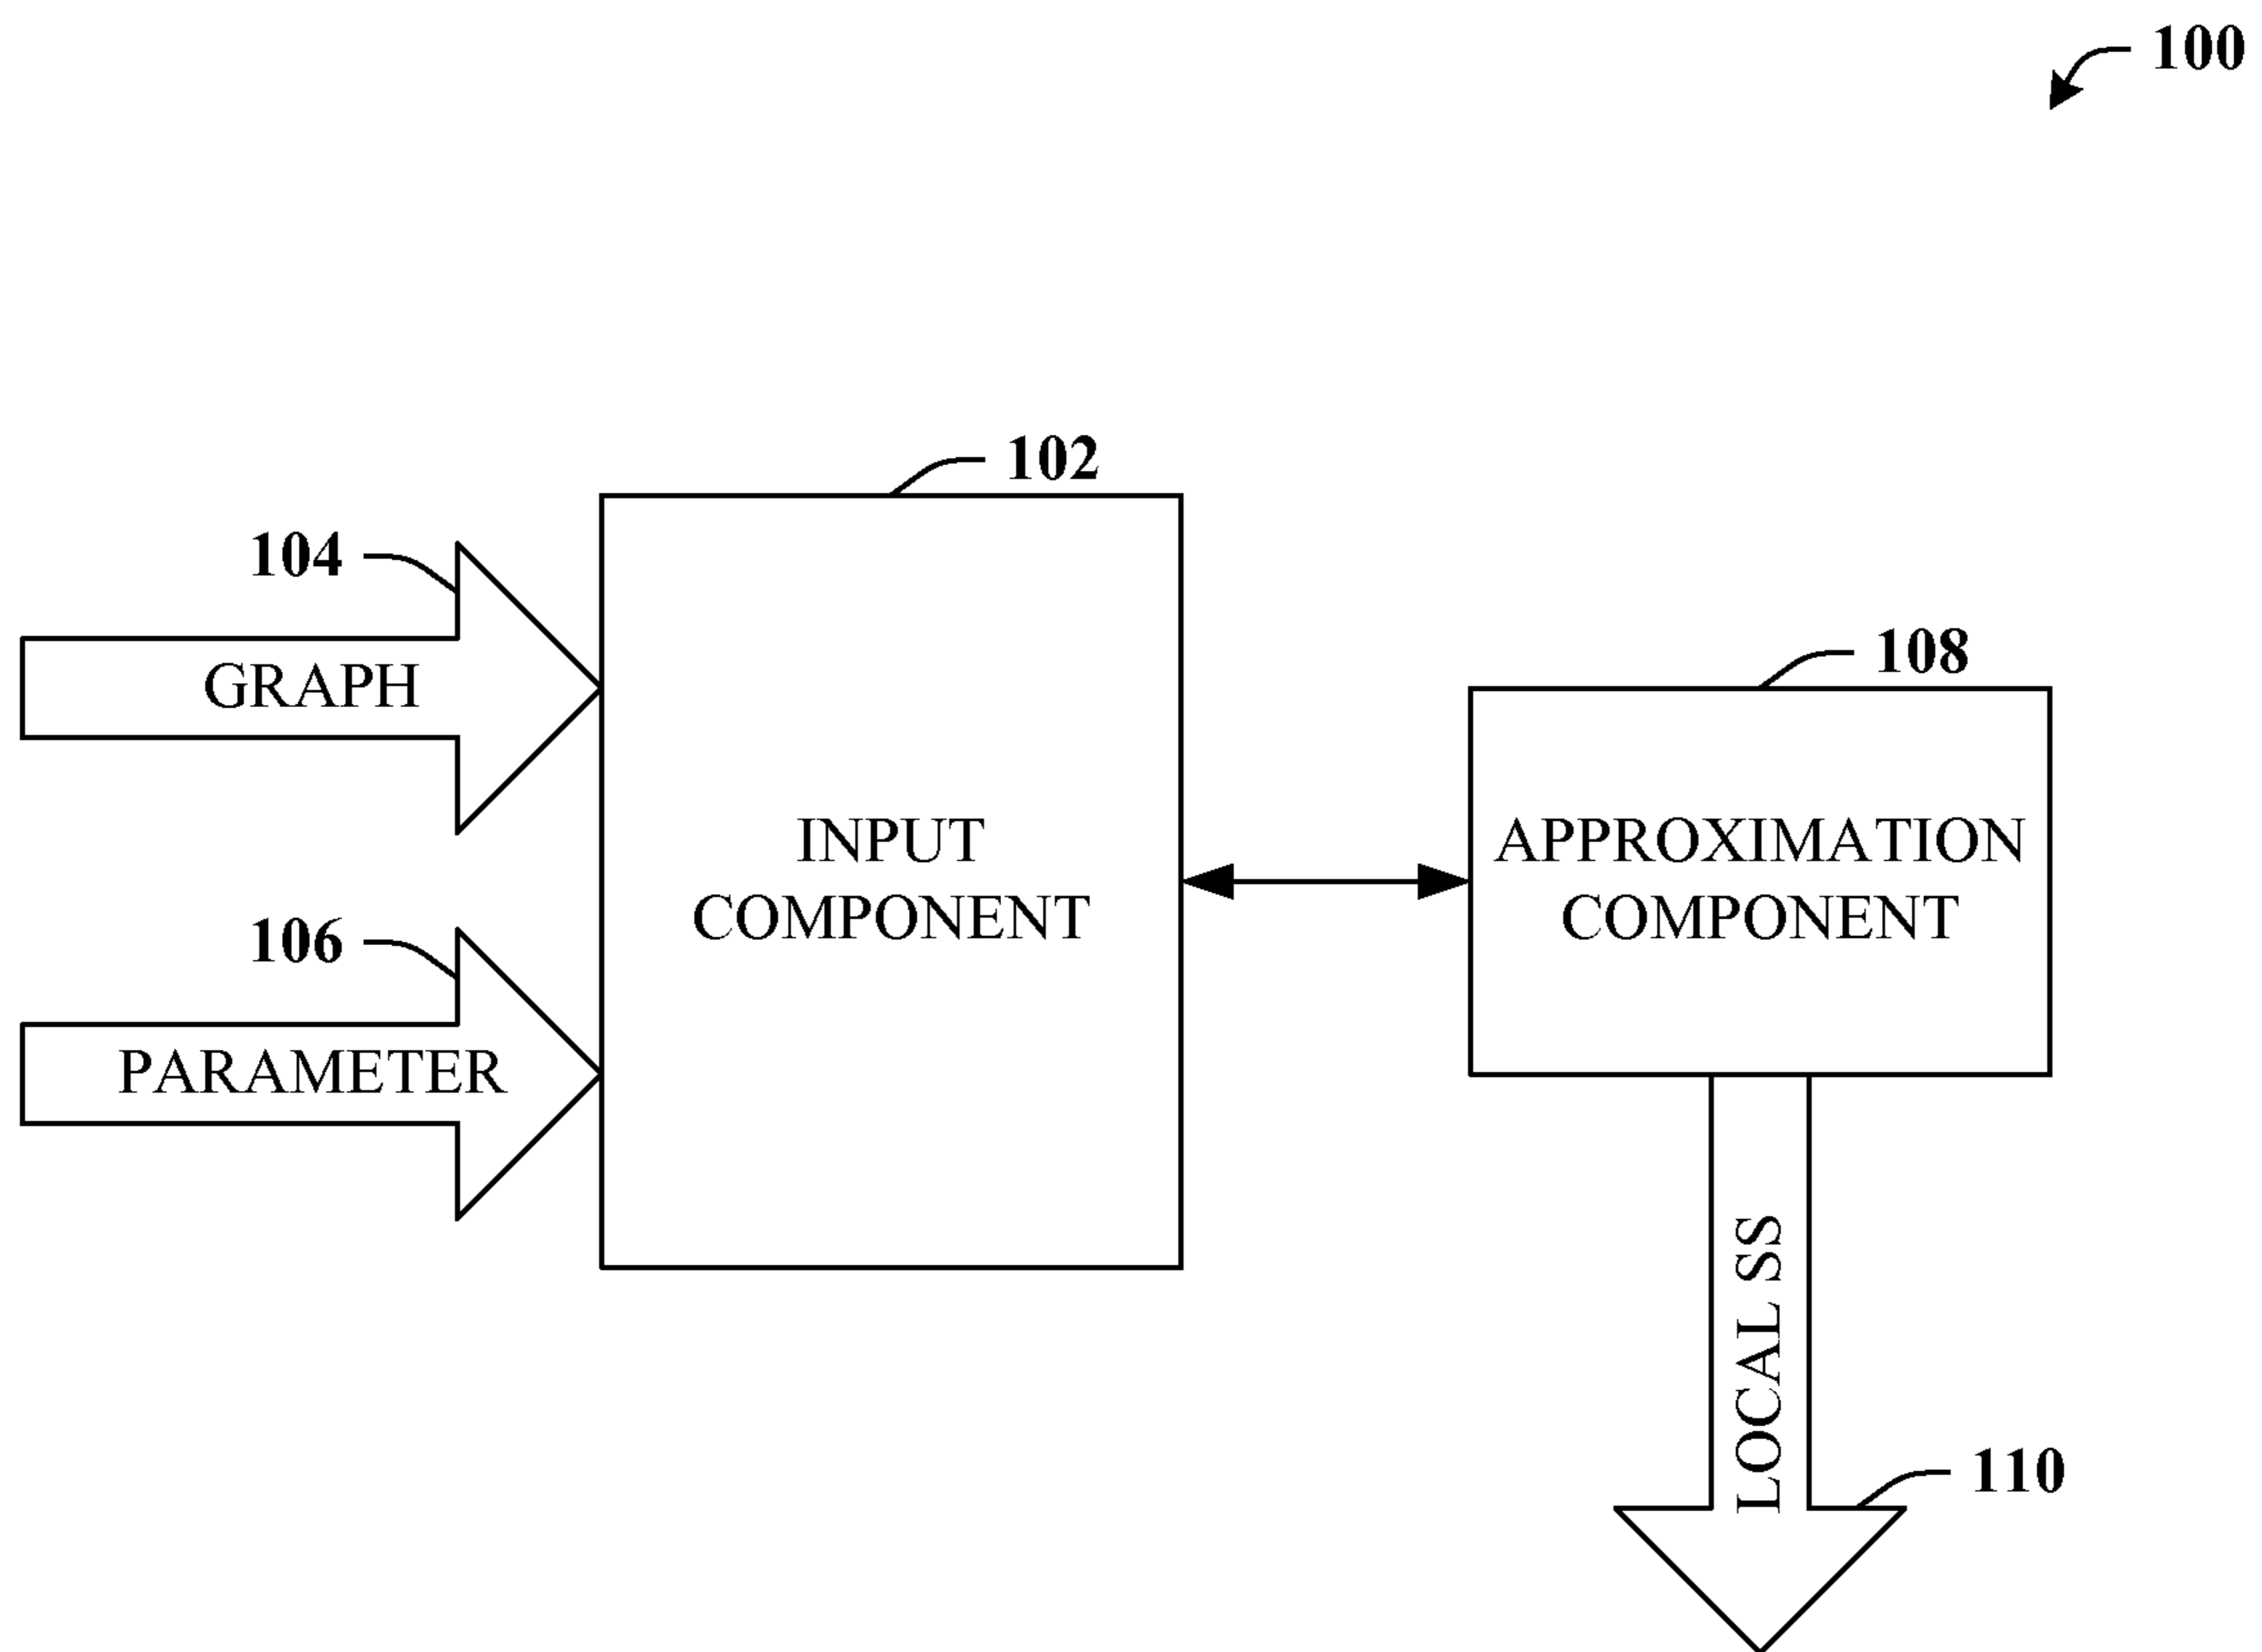 100
102
104
GRAPH
108
INPUT
COMPONENT
APPROXIMATION
COMPONENT
106
PARAMETER
LOCAL SS
110